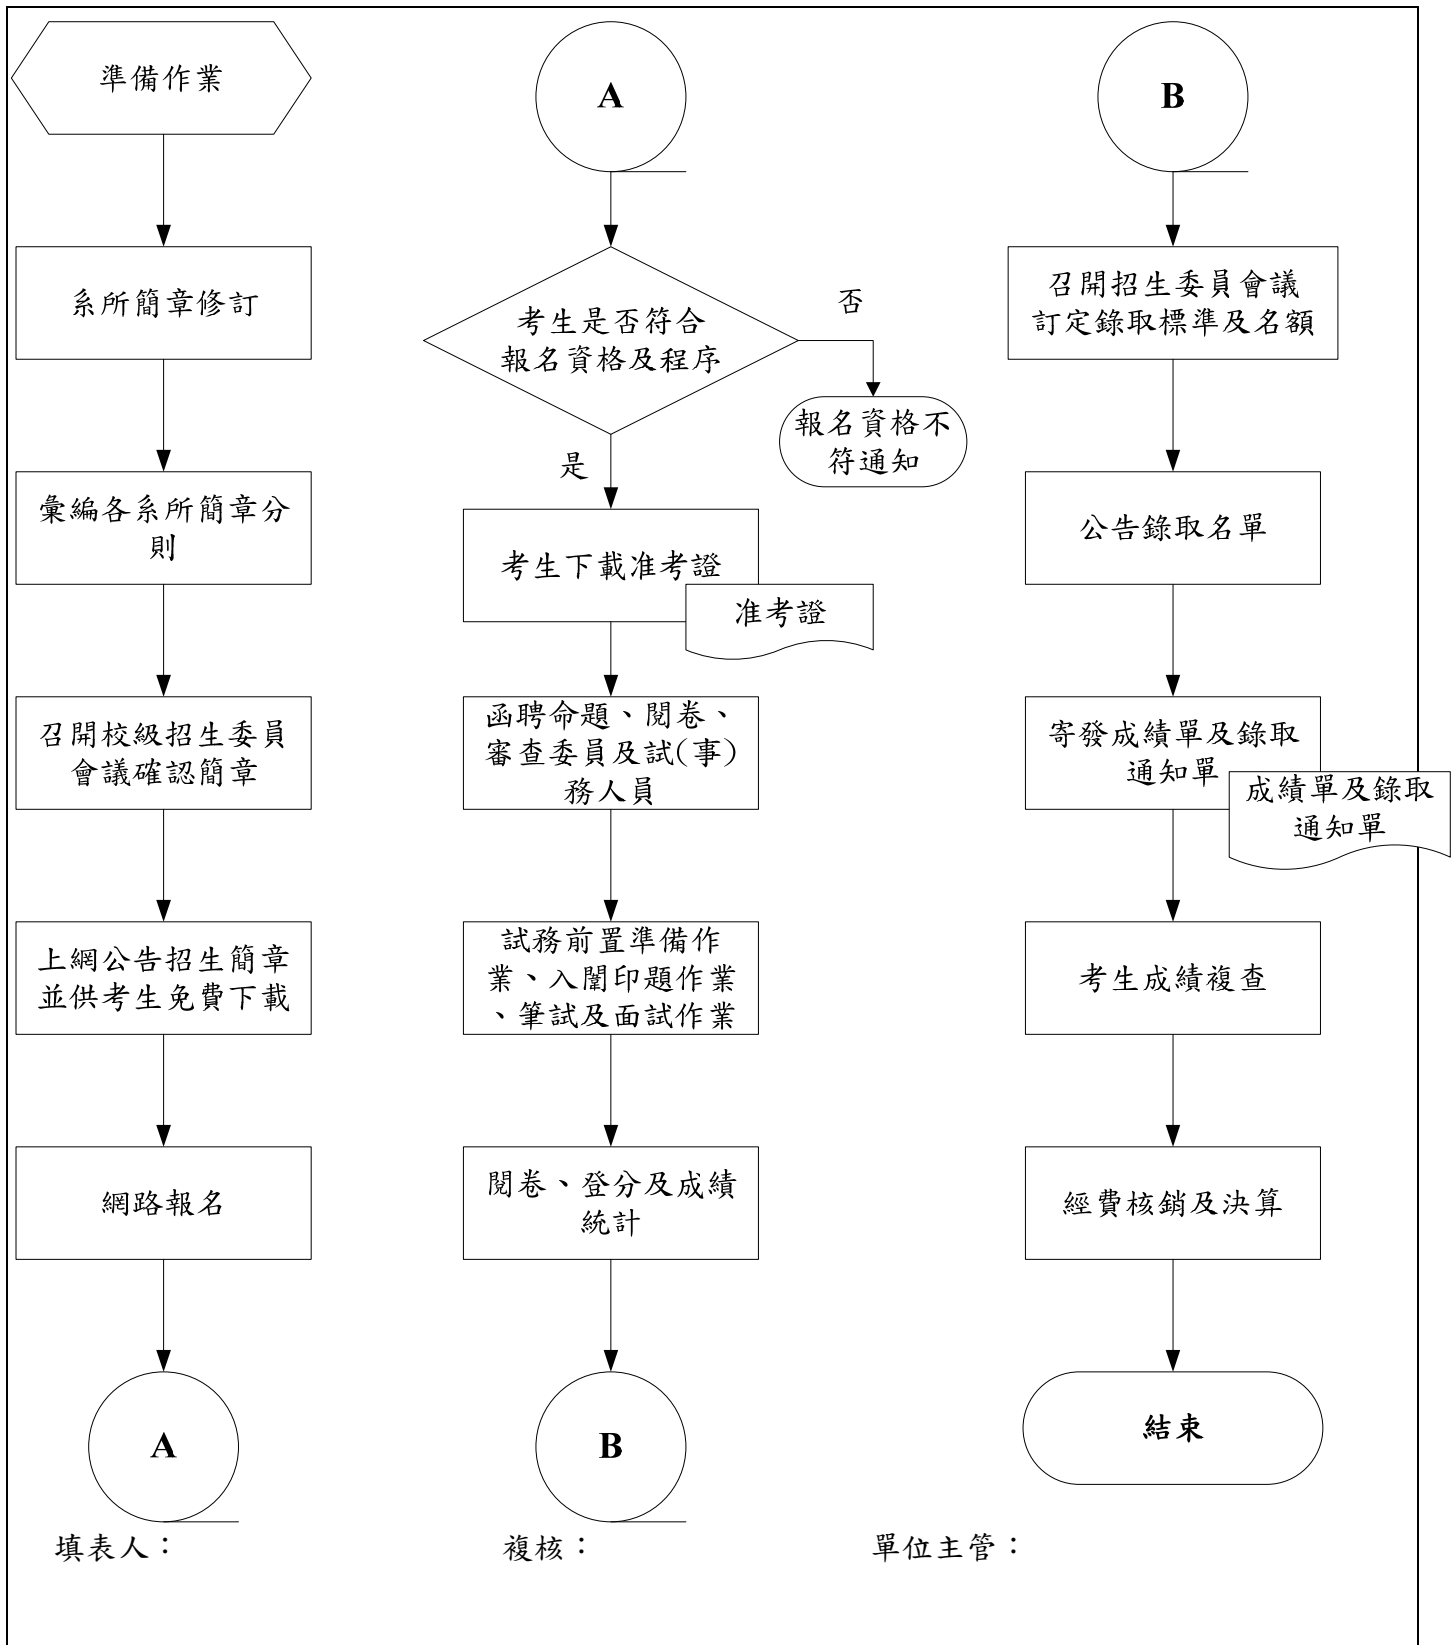 準備作業
系所簡章修訂
彙編各系所簡章分
則
召開校級招生委員
會議確認簡章
上網公告招生簡章
並供考生免費下載
網路報名
A
A
考生是否符合
報名資格及程序
否
報名資格不
符通知
是
考生下載准考證
准考證
函聘命題、閱卷、
審查委員及試(事)
務人員
試務前置準備作
業、入闈印題作業
、筆試及面試作業
閱卷、登分及成績
統計
B
B
召開招生委員會議
訂定錄取標準及名額
公告錄取名單
寄發成績單及錄取
通知單
成績單及錄取
通知單
考生成績複查
經費核銷及決算
結束
填表人：
複核：
單位主管：